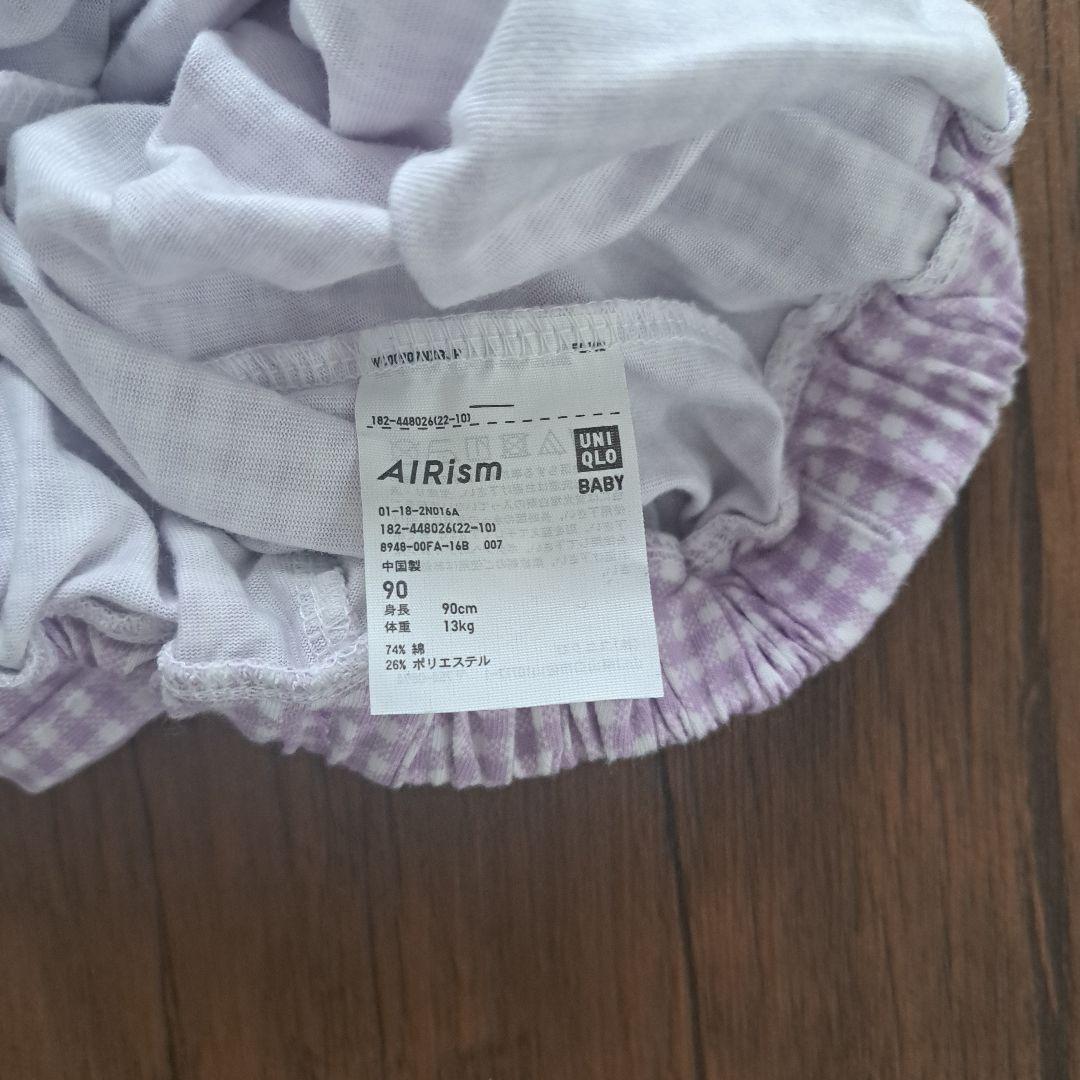 182-448026(22-10)
AIRism
UNI
QLO
BABY
01-18-2N016A
182-448026(22-10)
8948-00FA-16B 007
中国製
90
身長 90cm
体重 13kg
74% 綿
26% ポリエステル